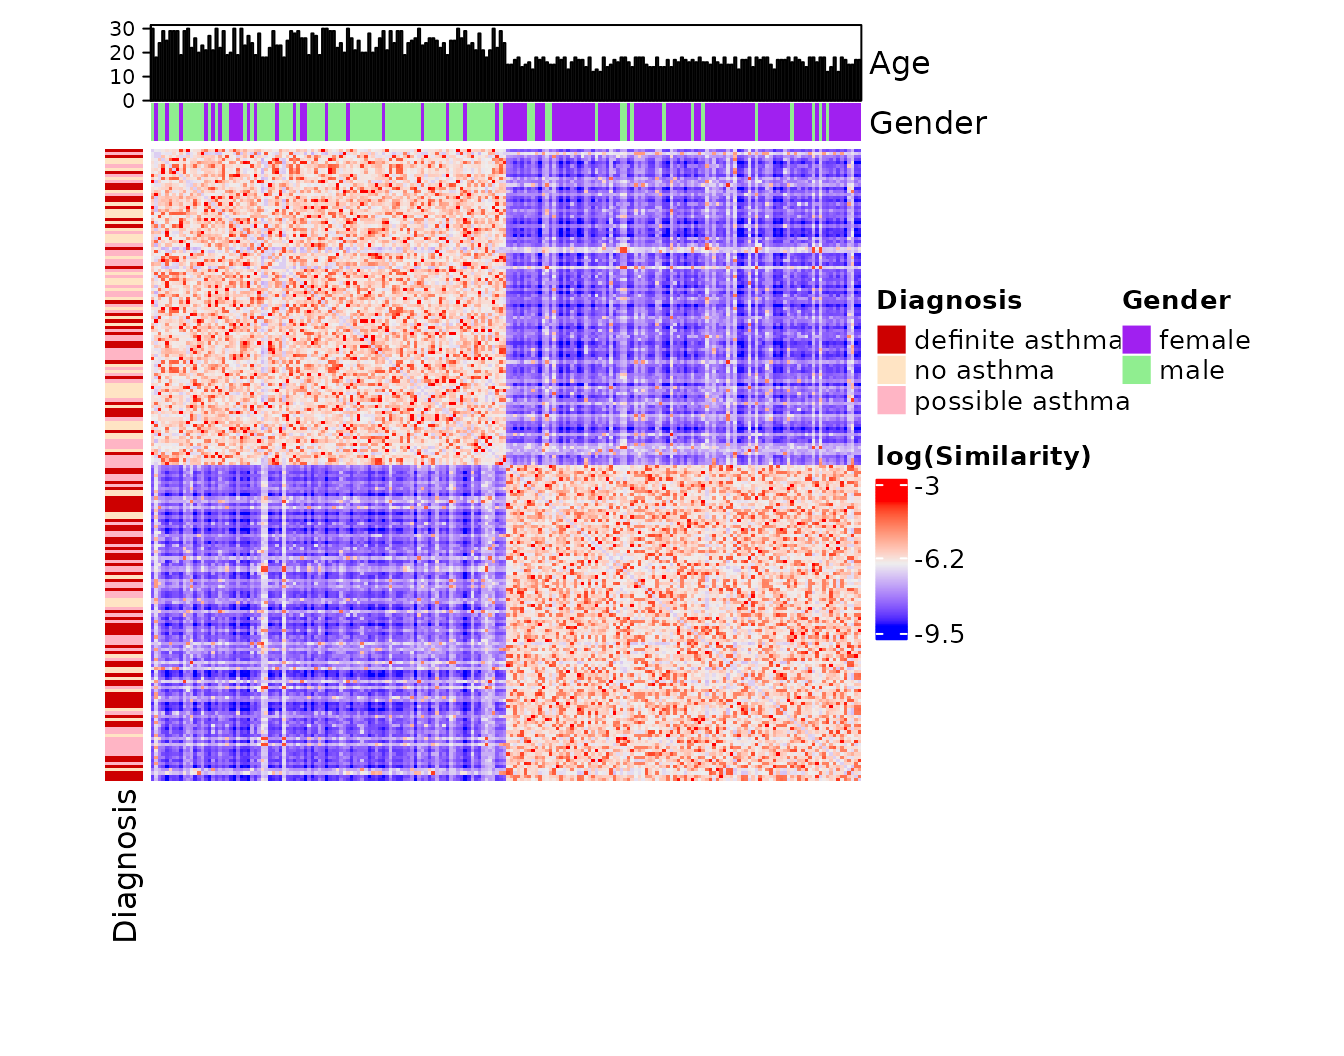 30
20
10
0
Age
Gender
Diagnosis
definite asthma
no asthma
possible asthma
Gender
female
male
log(Similarity)
-3
-6.2
-9.5
Diagnosis